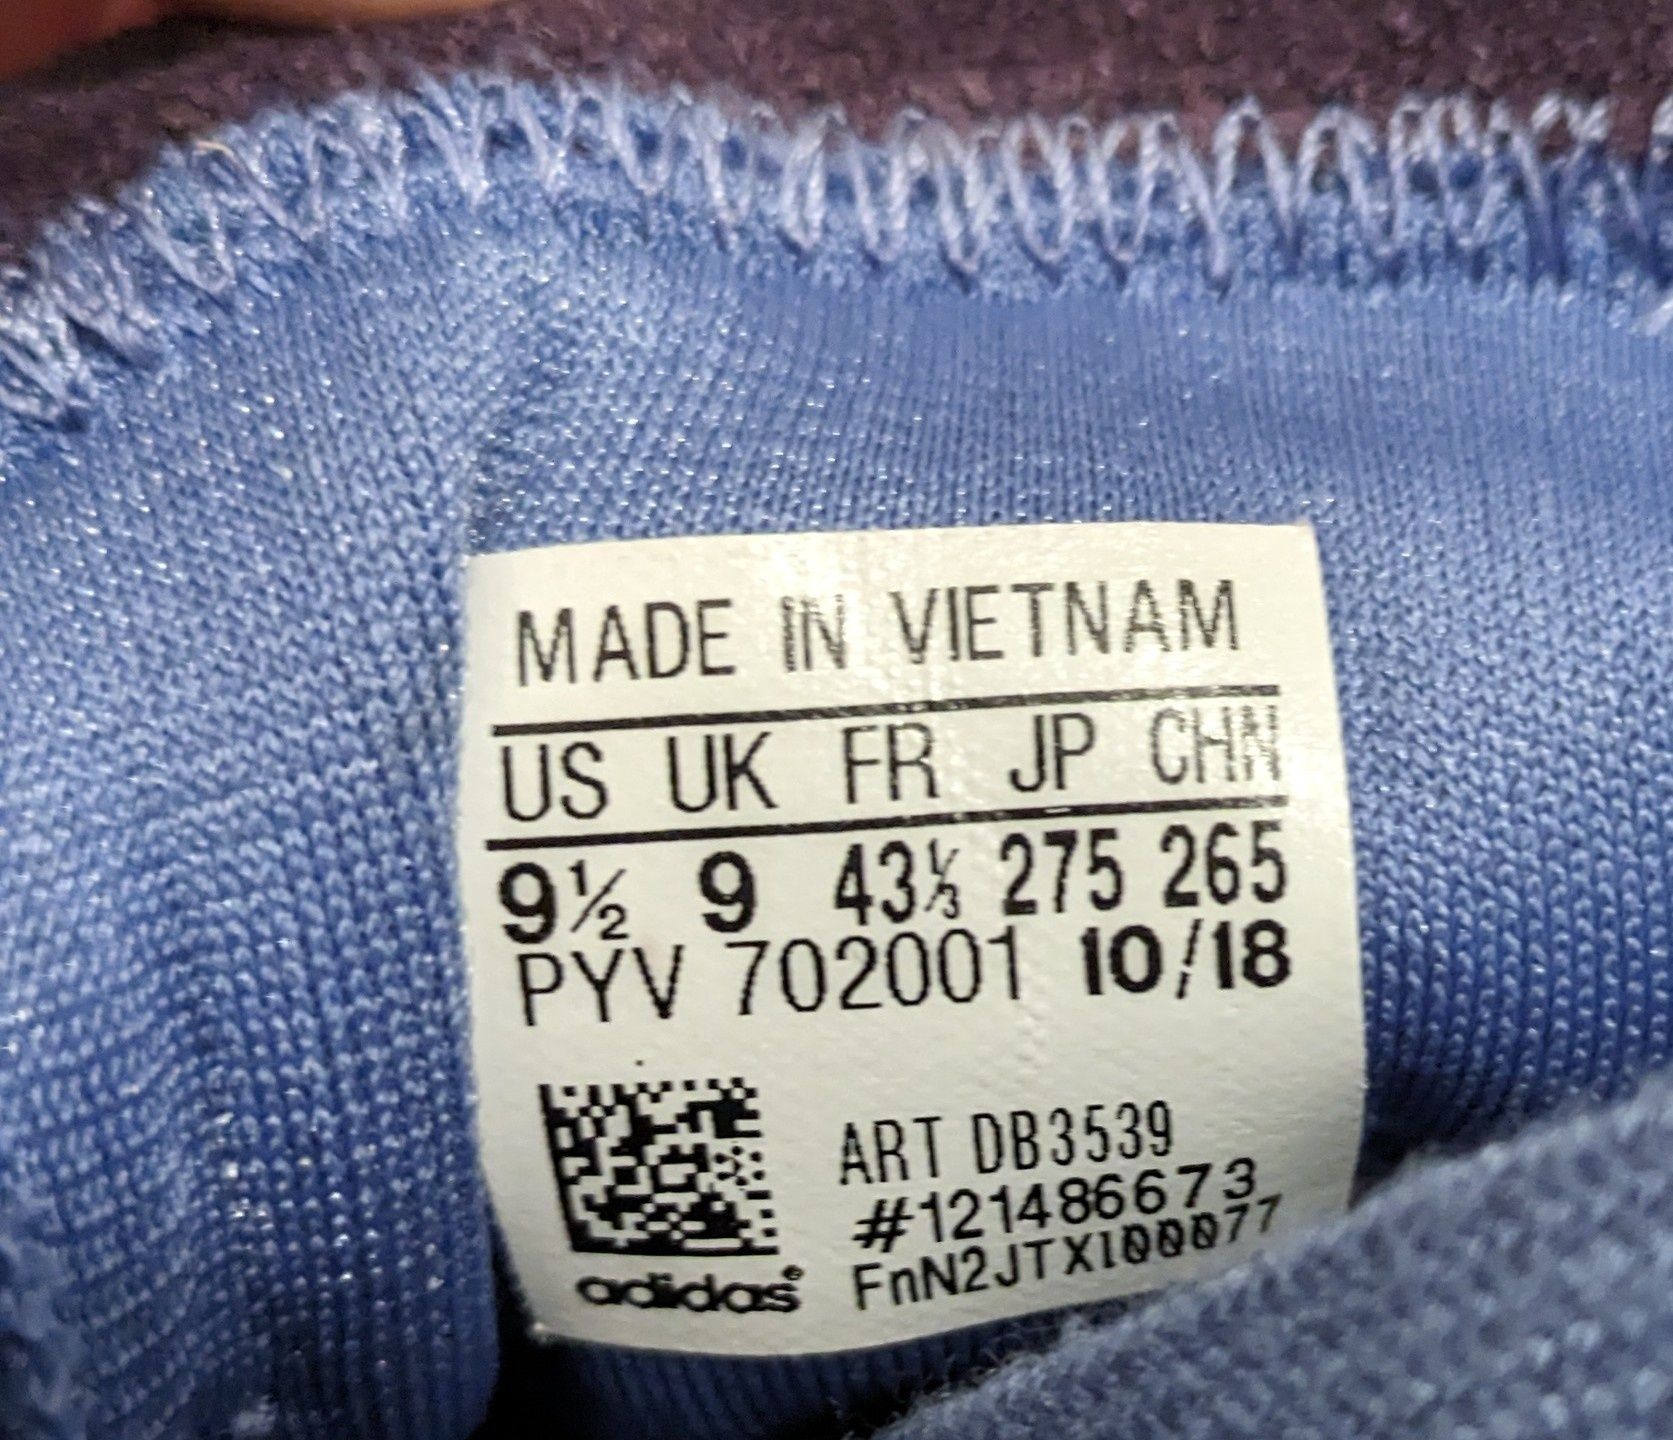 MADE IN VIETNAM
US UK FR JP CHN
9½ 9 43⅓ 275 265
PYV 702001 10/18
ART DB3539
#121486673
FnN2JTX100077
adidas®